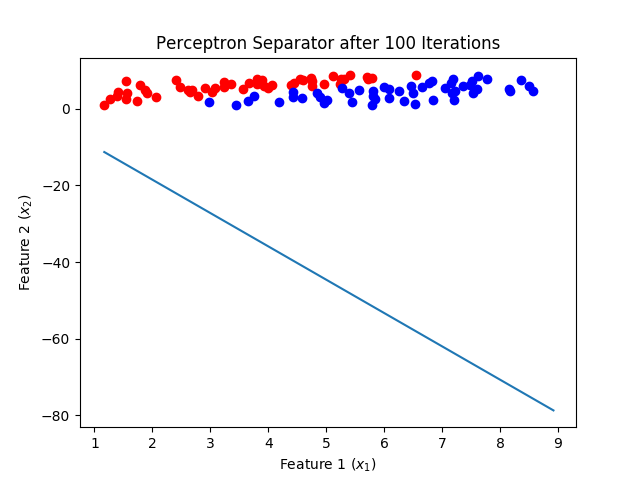 Perceptron Separator after 100 Iterations
0
−20
−40
−60
−80
Feature 2 (x₂)
1 2 3 4 5 6 7 8 9
Feature 1 (x₁)